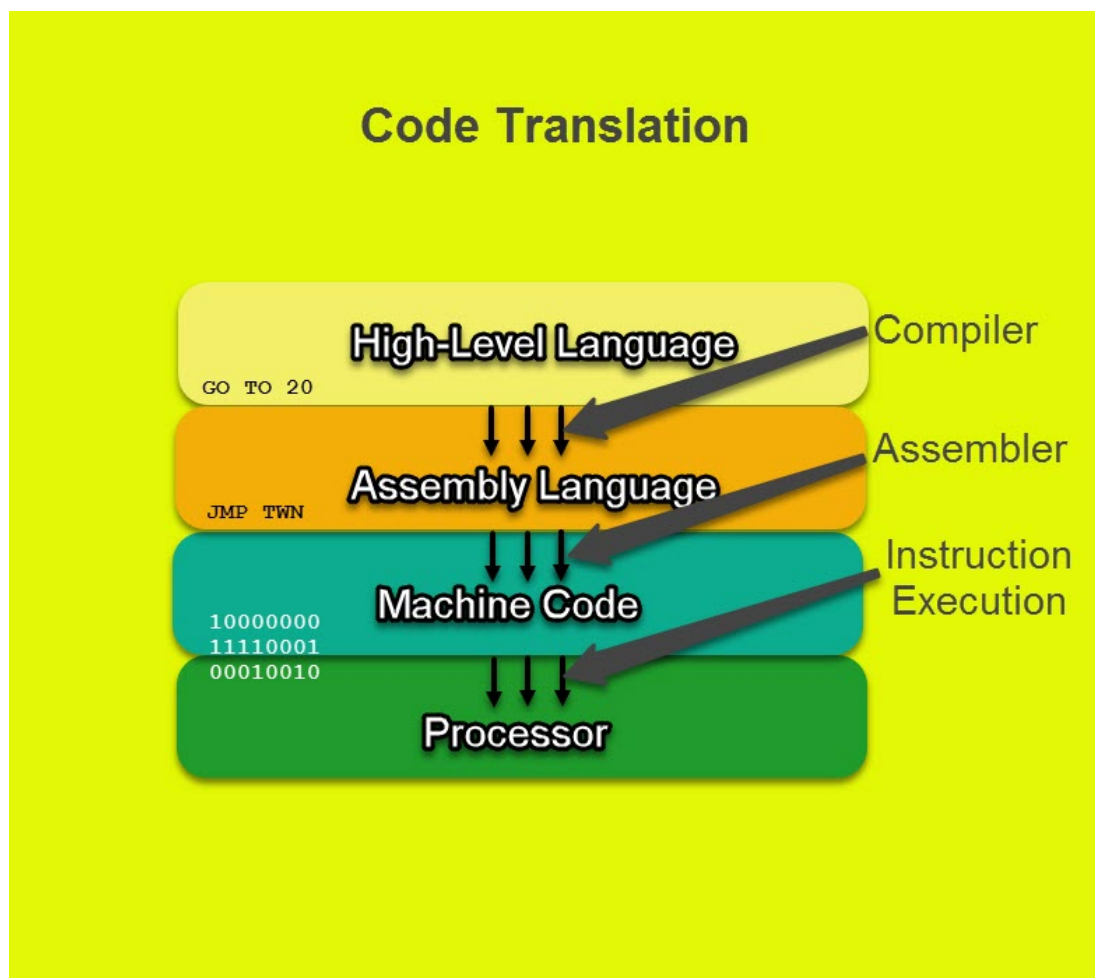 Code Translation
High-Level Language
Compiler
GO TO 20
Assembly Language
Assembler
JMP TWN
Machine Code
Instruction
Execution
10000000
11110001
00010010
Processor